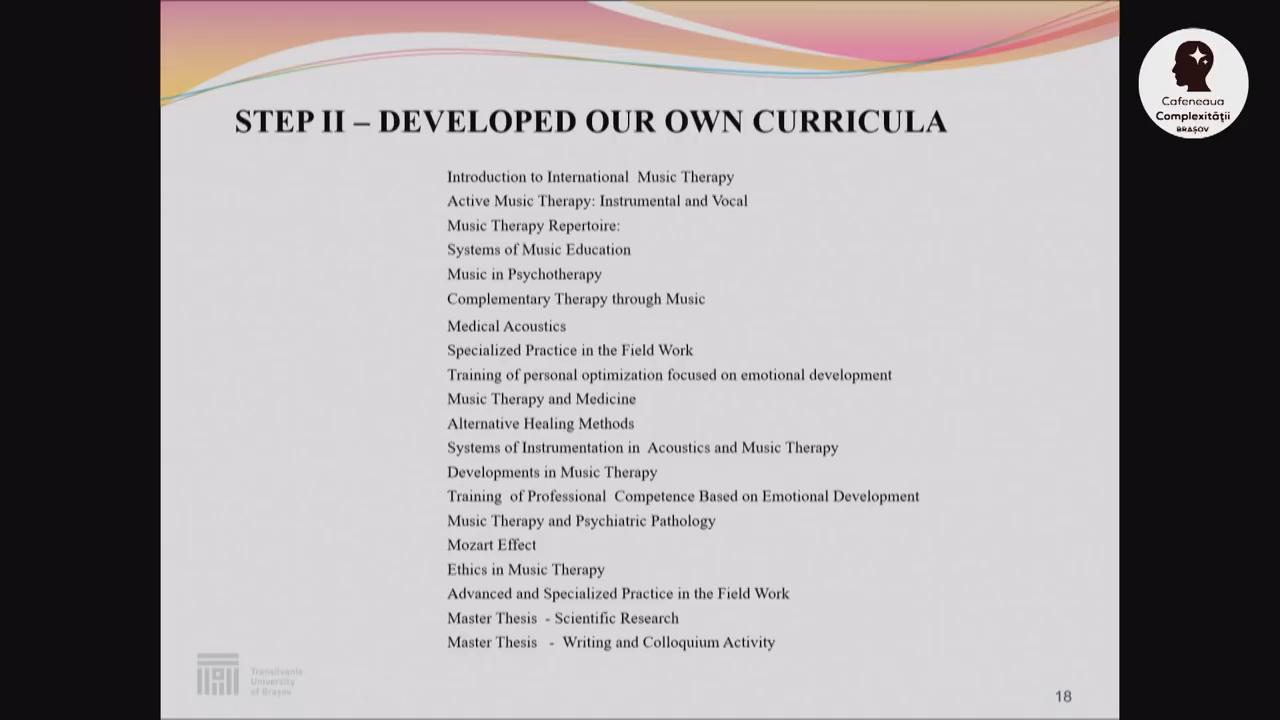 STEP II – DEVELOPED OUR OWN CURRICULA
Introduction to International Music Therapy
Active Music Therapy: Instrumental and Vocal
Music Therapy Repertoire:
Systems of Music Education
Music in Psychotherapy
Complementary Therapy through Music
Medical Acoustics
Specialized Practice in the Field Work
Training of personal optimization focused on emotional development
Music Therapy and Medicine
Alternative Healing Methods
Systems of Instrumentation in Acoustics and Music Therapy
Developments in Music Therapy
Training of Professional Competence Based on Emotional Development
Music Therapy and Psychiatric Pathology
Mozart Effect
Ethics in Music Therapy
Advanced and Specialized Practice in the Field Work
Master Thesis - Scientific Research
Master Thesis - Writing and Colloquium Activity
Transilvania
University
of Brașov
18
Cafeneaua
Complexității
BRAȘOV